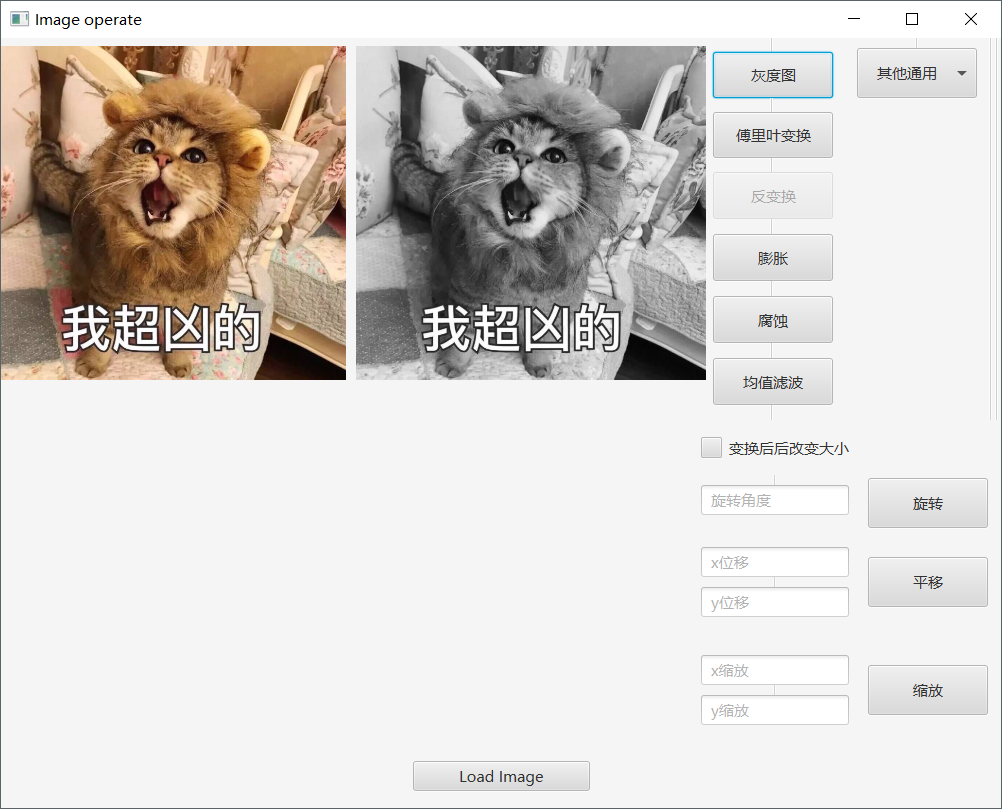 Image operate
我超凶的
我超凶的
灰度图
其他通用
傅里叶变换
反变换
膨胀
腐蚀
均值滤波
变换后后改变大小
旋转角度
旋转
x位移
平移
y位移
x缩放
缩放
y缩放
Load Image